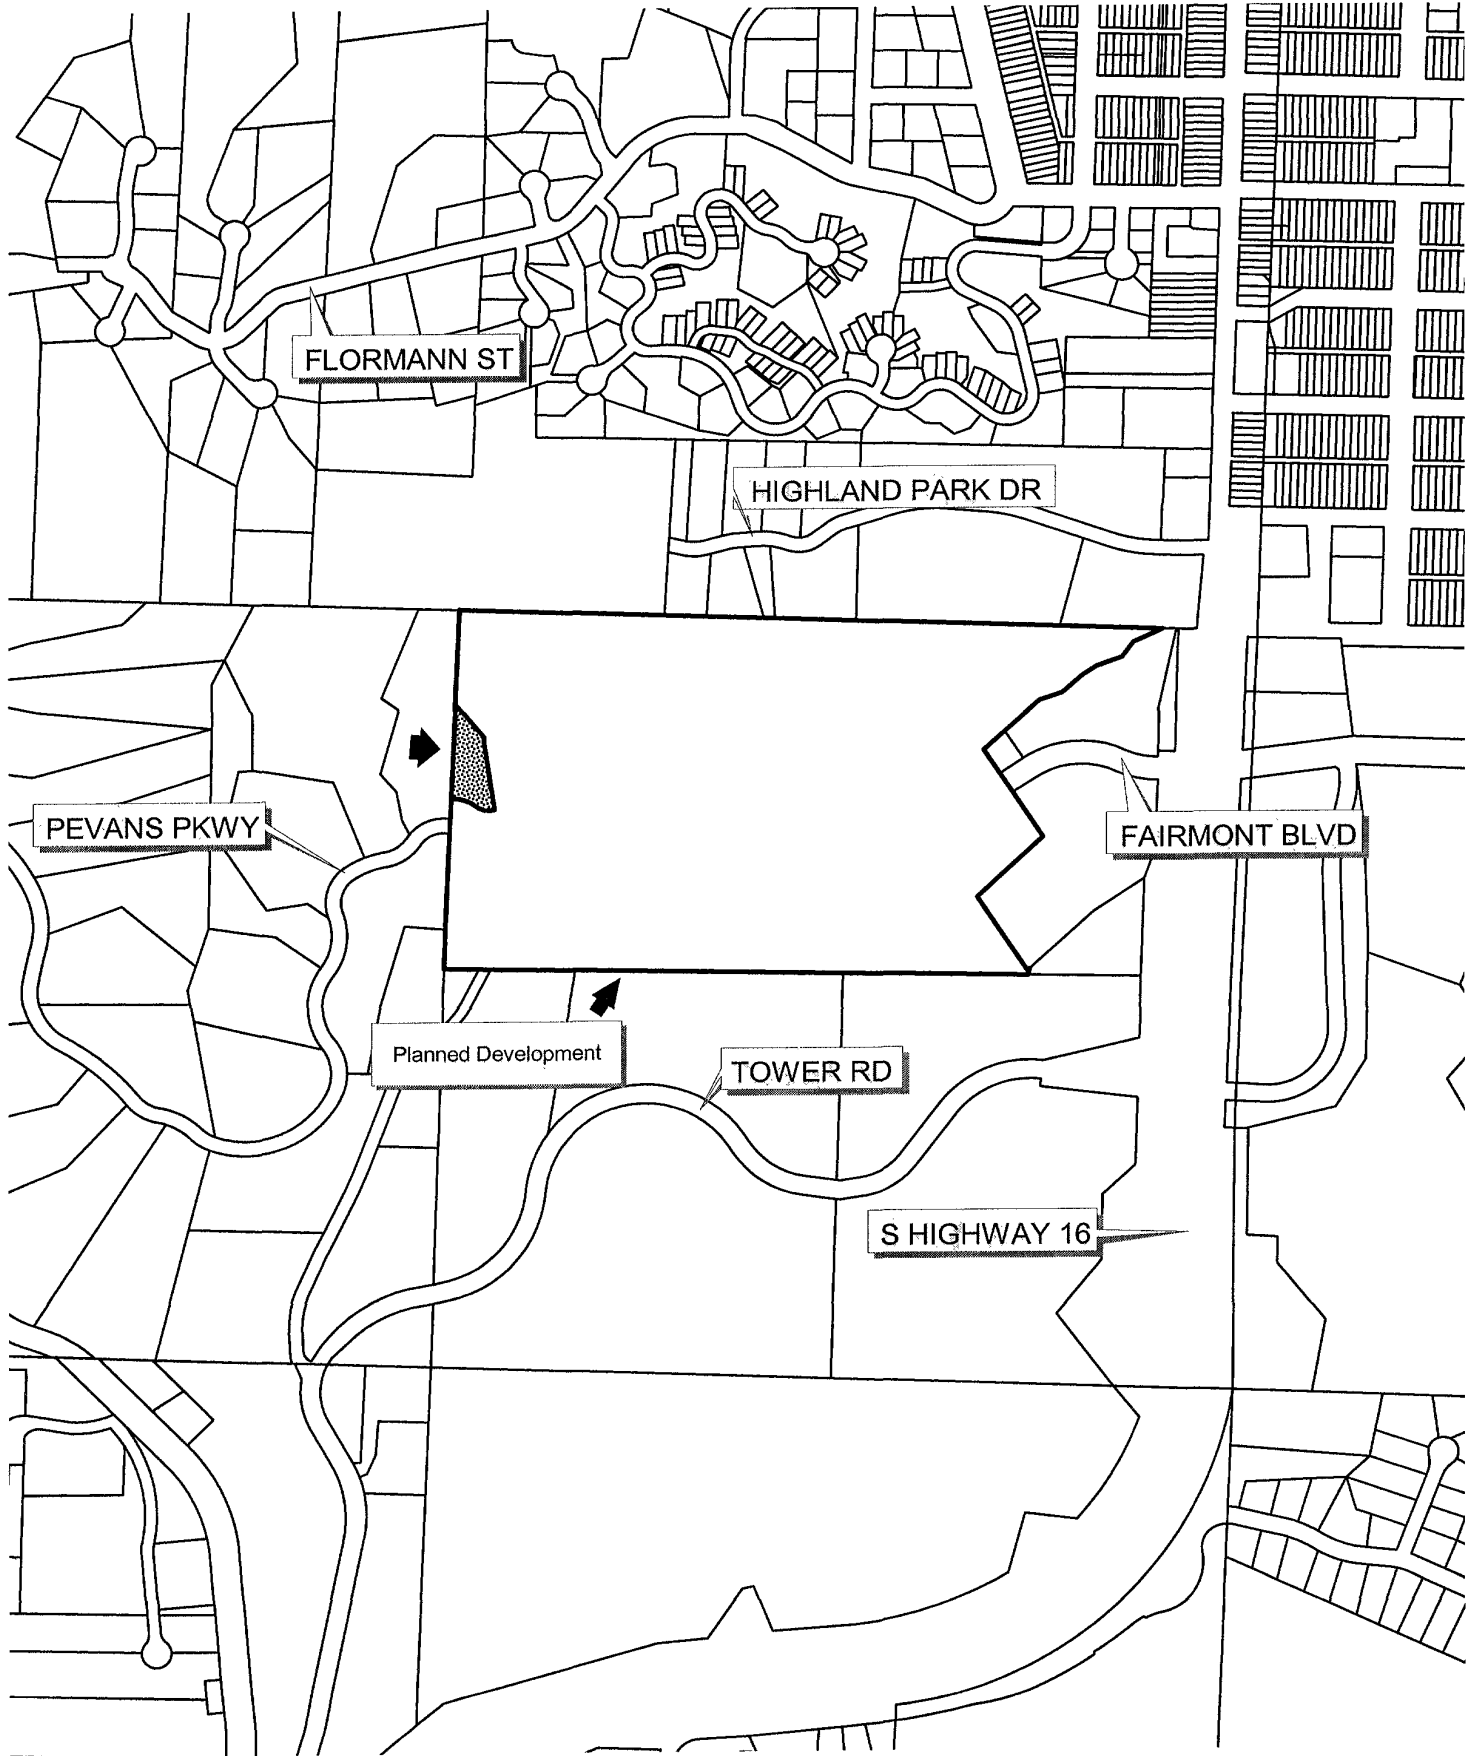 FLORMANN ST
HIGHLAND PARK DR
PEVANS PKWY
FAIRMONT BLVD
Planned Development
TOWER RD
S HIGHWAY 16